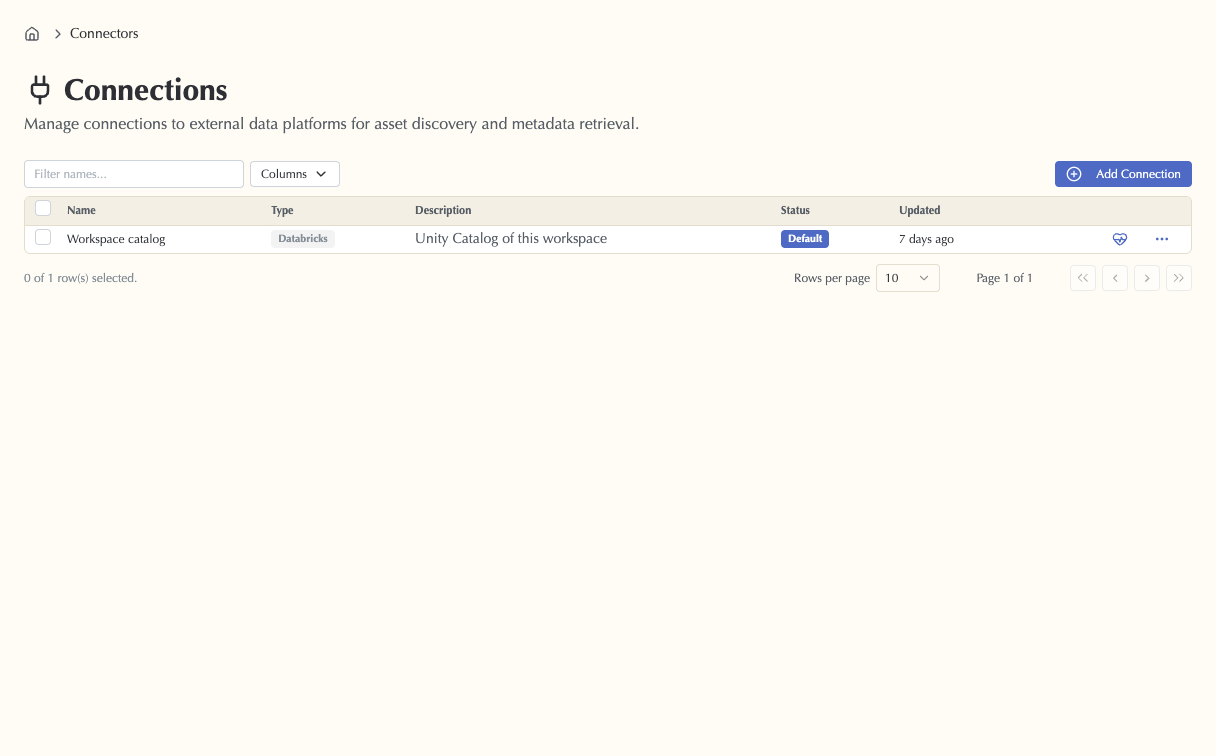 Connectors
Connections
Manage connections to external data platforms for asset discovery and metadata retrieval.
Filter names...
Columns
Add Connection
Name Type Description Status Updated
Workspace catalog Databricks Unity Catalog of this workspace Default 7 days ago
0 of 1 row(s) selected. Rows per page 10 Page 1 of 1